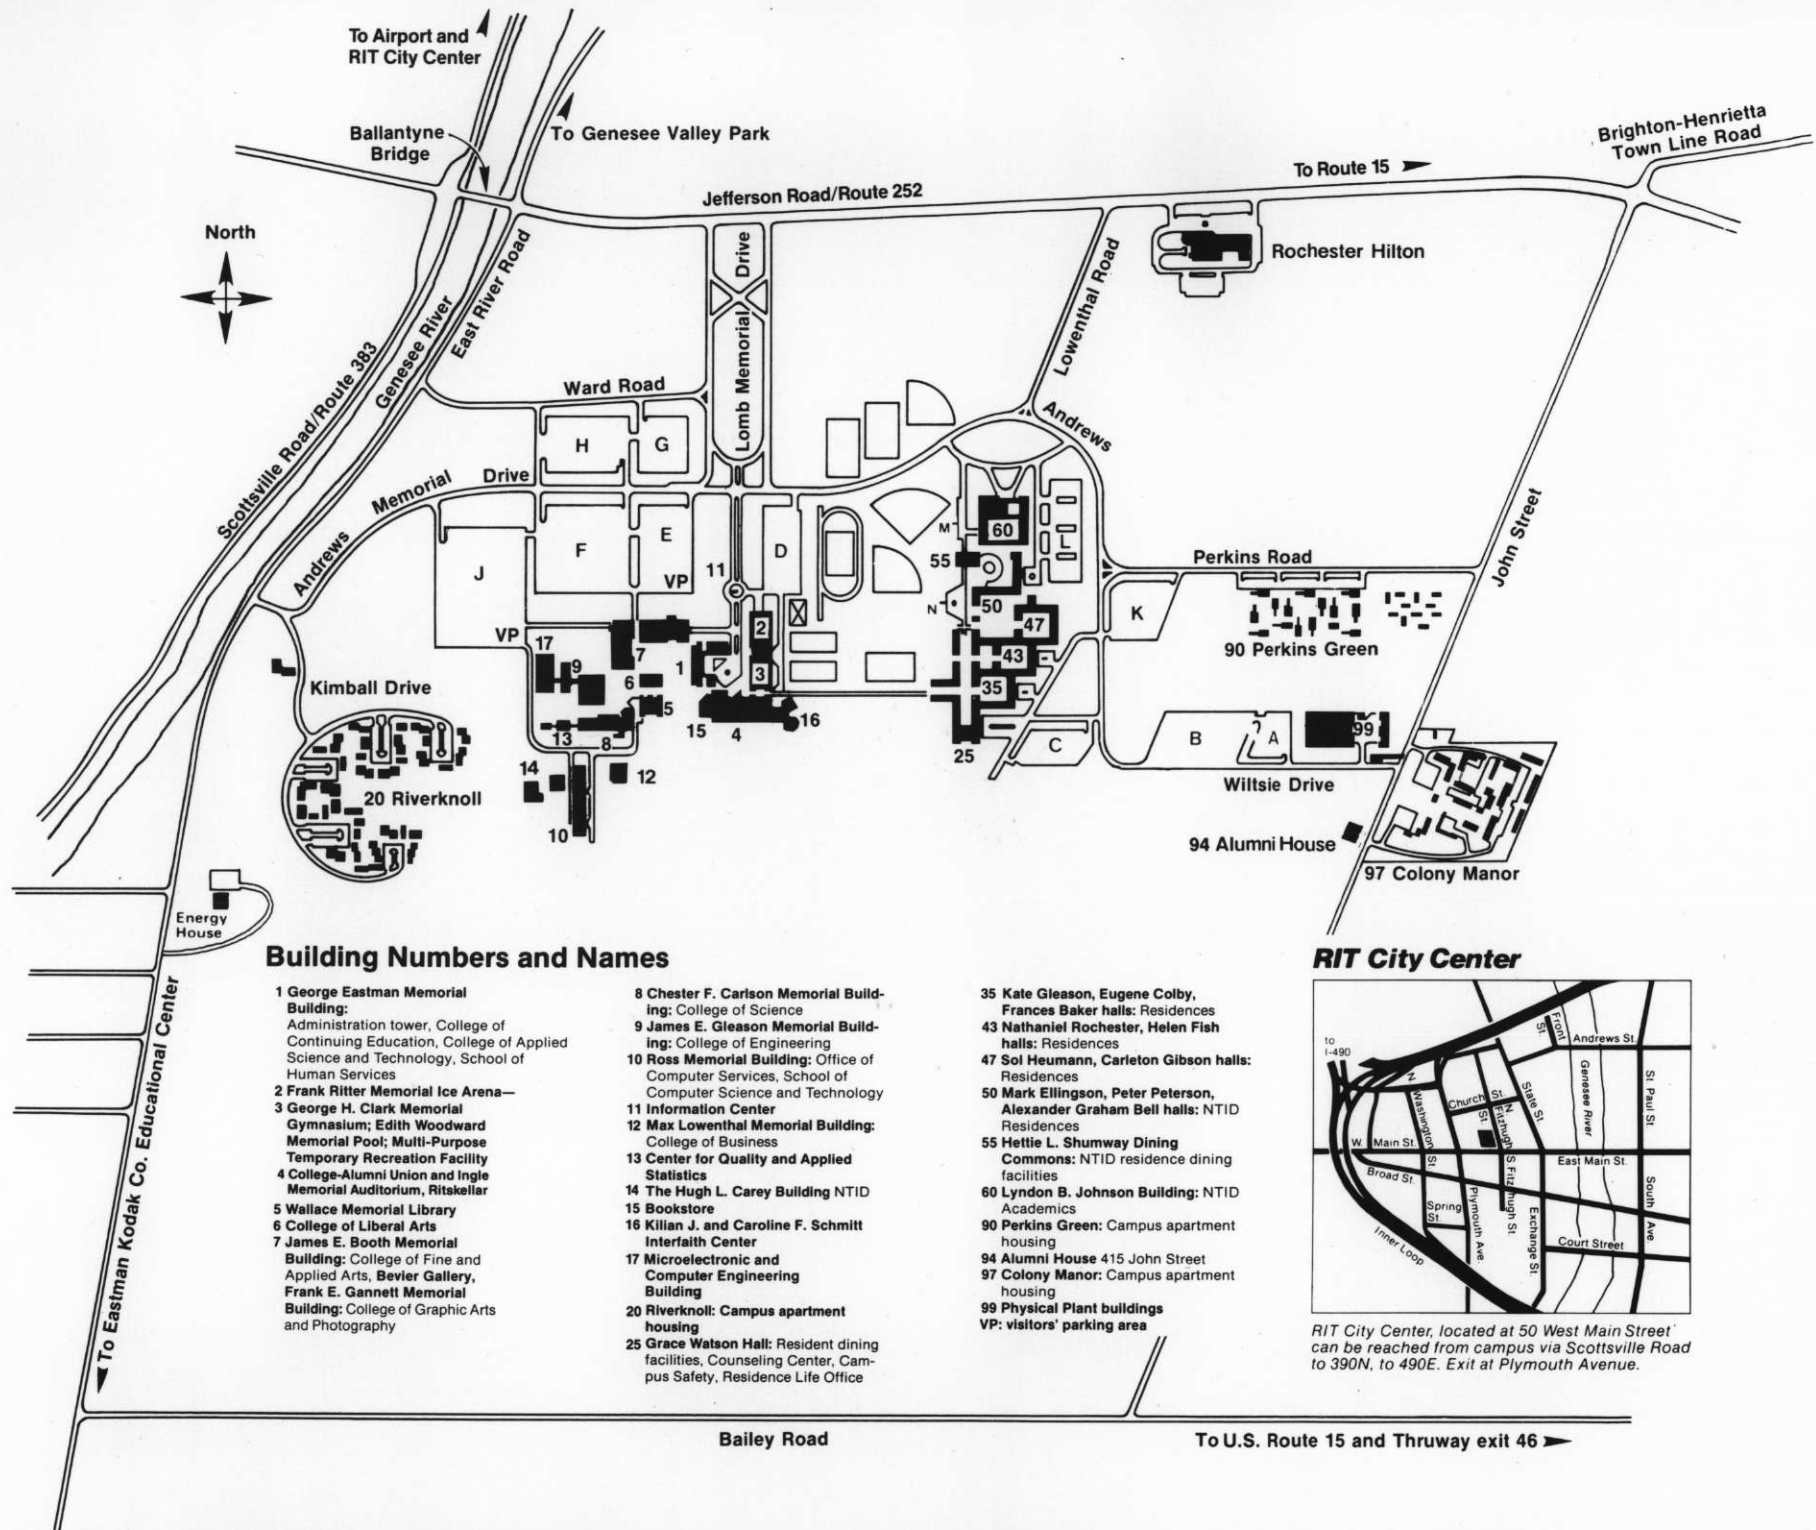 To Airport and
RIT City Center
Ballantyne
Bridge
To Genesee Valley Park
Brighton-Henrietta
Town Line Road
To Route 15
Jefferson Road/Route 252
North
Rochester Hilton
Lomb Memorial Drive
Lowenthal Road
East River Road
Genesee River
Scottsville Road/Route 383
Ward Road
Andrews
H
G
Andrews Memorial Drive
John Street
M
60
E
F
D
L
J
VP
11
55
Perkins Road
50
N
K
2
47
VP
17
7
9
1
3
43
90 Perkins Green
6
35
Kimball Drive
5
16
15
4
13
8
25
C
B
A
99
14
12
Wiltsie Drive
20 Riverknoll
10
94 Alumni House
97 Colony Manor
Energy
House
To Eastman Kodak Co. Educational Center
Building Numbers and Names
1 George Eastman Memorial
Building:
Administration tower, College of
Continuing Education, College of Applied
Science and Technology, School of
Human Services
2 Frank Ritter Memorial Ice Arena—
3 George H. Clark Memorial
Gymnasium; Edith Woodward
Memorial Pool; Multi-Purpose
Temporary Recreation Facility
4 College-Alumni Union and Ingle
Memorial Auditorium, Ritskellar
5 Wallace Memorial Library
6 College of Liberal Arts
7 James E. Booth Memorial
Building: College of Fine and
Applied Arts, Bevier Gallery,
Frank E. Gannett Memorial
Building: College of Graphic Arts
and Photography
8 Chester F. Carlson Memorial Build-
ing: College of Science
9 James E. Gleason Memorial Build-
ing: College of Engineering
10 Ross Memorial Building: Office of
Computer Services, School of
Computer Science and Technology
11 Information Center
12 Max Lowenthal Memorial Building:
College of Business
13 Center for Quality and Applied
Statistics
14 The Hugh L. Carey Building NTID
15 Bookstore
16 Kilian J. and Caroline F. Schmitt
Interfaith Center
17 Microelectronic and
Computer Engineering
Building
20 Riverknoll: Campus apartment
housing
25 Grace Watson Hall: Resident dining
facilities, Counseling Center, Cam-
pus Safety, Residence Life Office
35 Kate Gleason, Eugene Colby,
Frances Baker halls: Residences
43 Nathaniel Rochester, Helen Fish
halls: Residences
47 Sol Heumann, Carleton Gibson halls:
Residences
50 Mark Ellingson, Peter Peterson,
Alexander Graham Bell halls: NTID
Residences
55 Hettie L. Shumway Dining
Commons: NTID residence dining
facilities
60 Lyndon B. Johnson Building: NTID
Academics
90 Perkins Green: Campus apartment
housing
94 Alumni House 415 John Street
97 Colony Manor: Campus apartment
housing
99 Physical Plant buildings
VP: visitors' parking area
RIT City Center
to
I-490
Front St.
Andrews St.
N. Washington St.
Church St.
State St.
N. Fitzhugh St.
Genesee River
St. Paul St.
W. Main St.
East Main St.
Broad St.
S. Fitzhugh St.
Spring
St.
Plymouth Ave.
Exchange St.
South Ave.
Court Street
Inner Loop
RIT City Center, located at 50 West Main Street
can be reached from campus via Scottsville Road
to 390N, to 490E. Exit at Plymouth Avenue.
Bailey Road
To U.S. Route 15 and Thruway exit 46